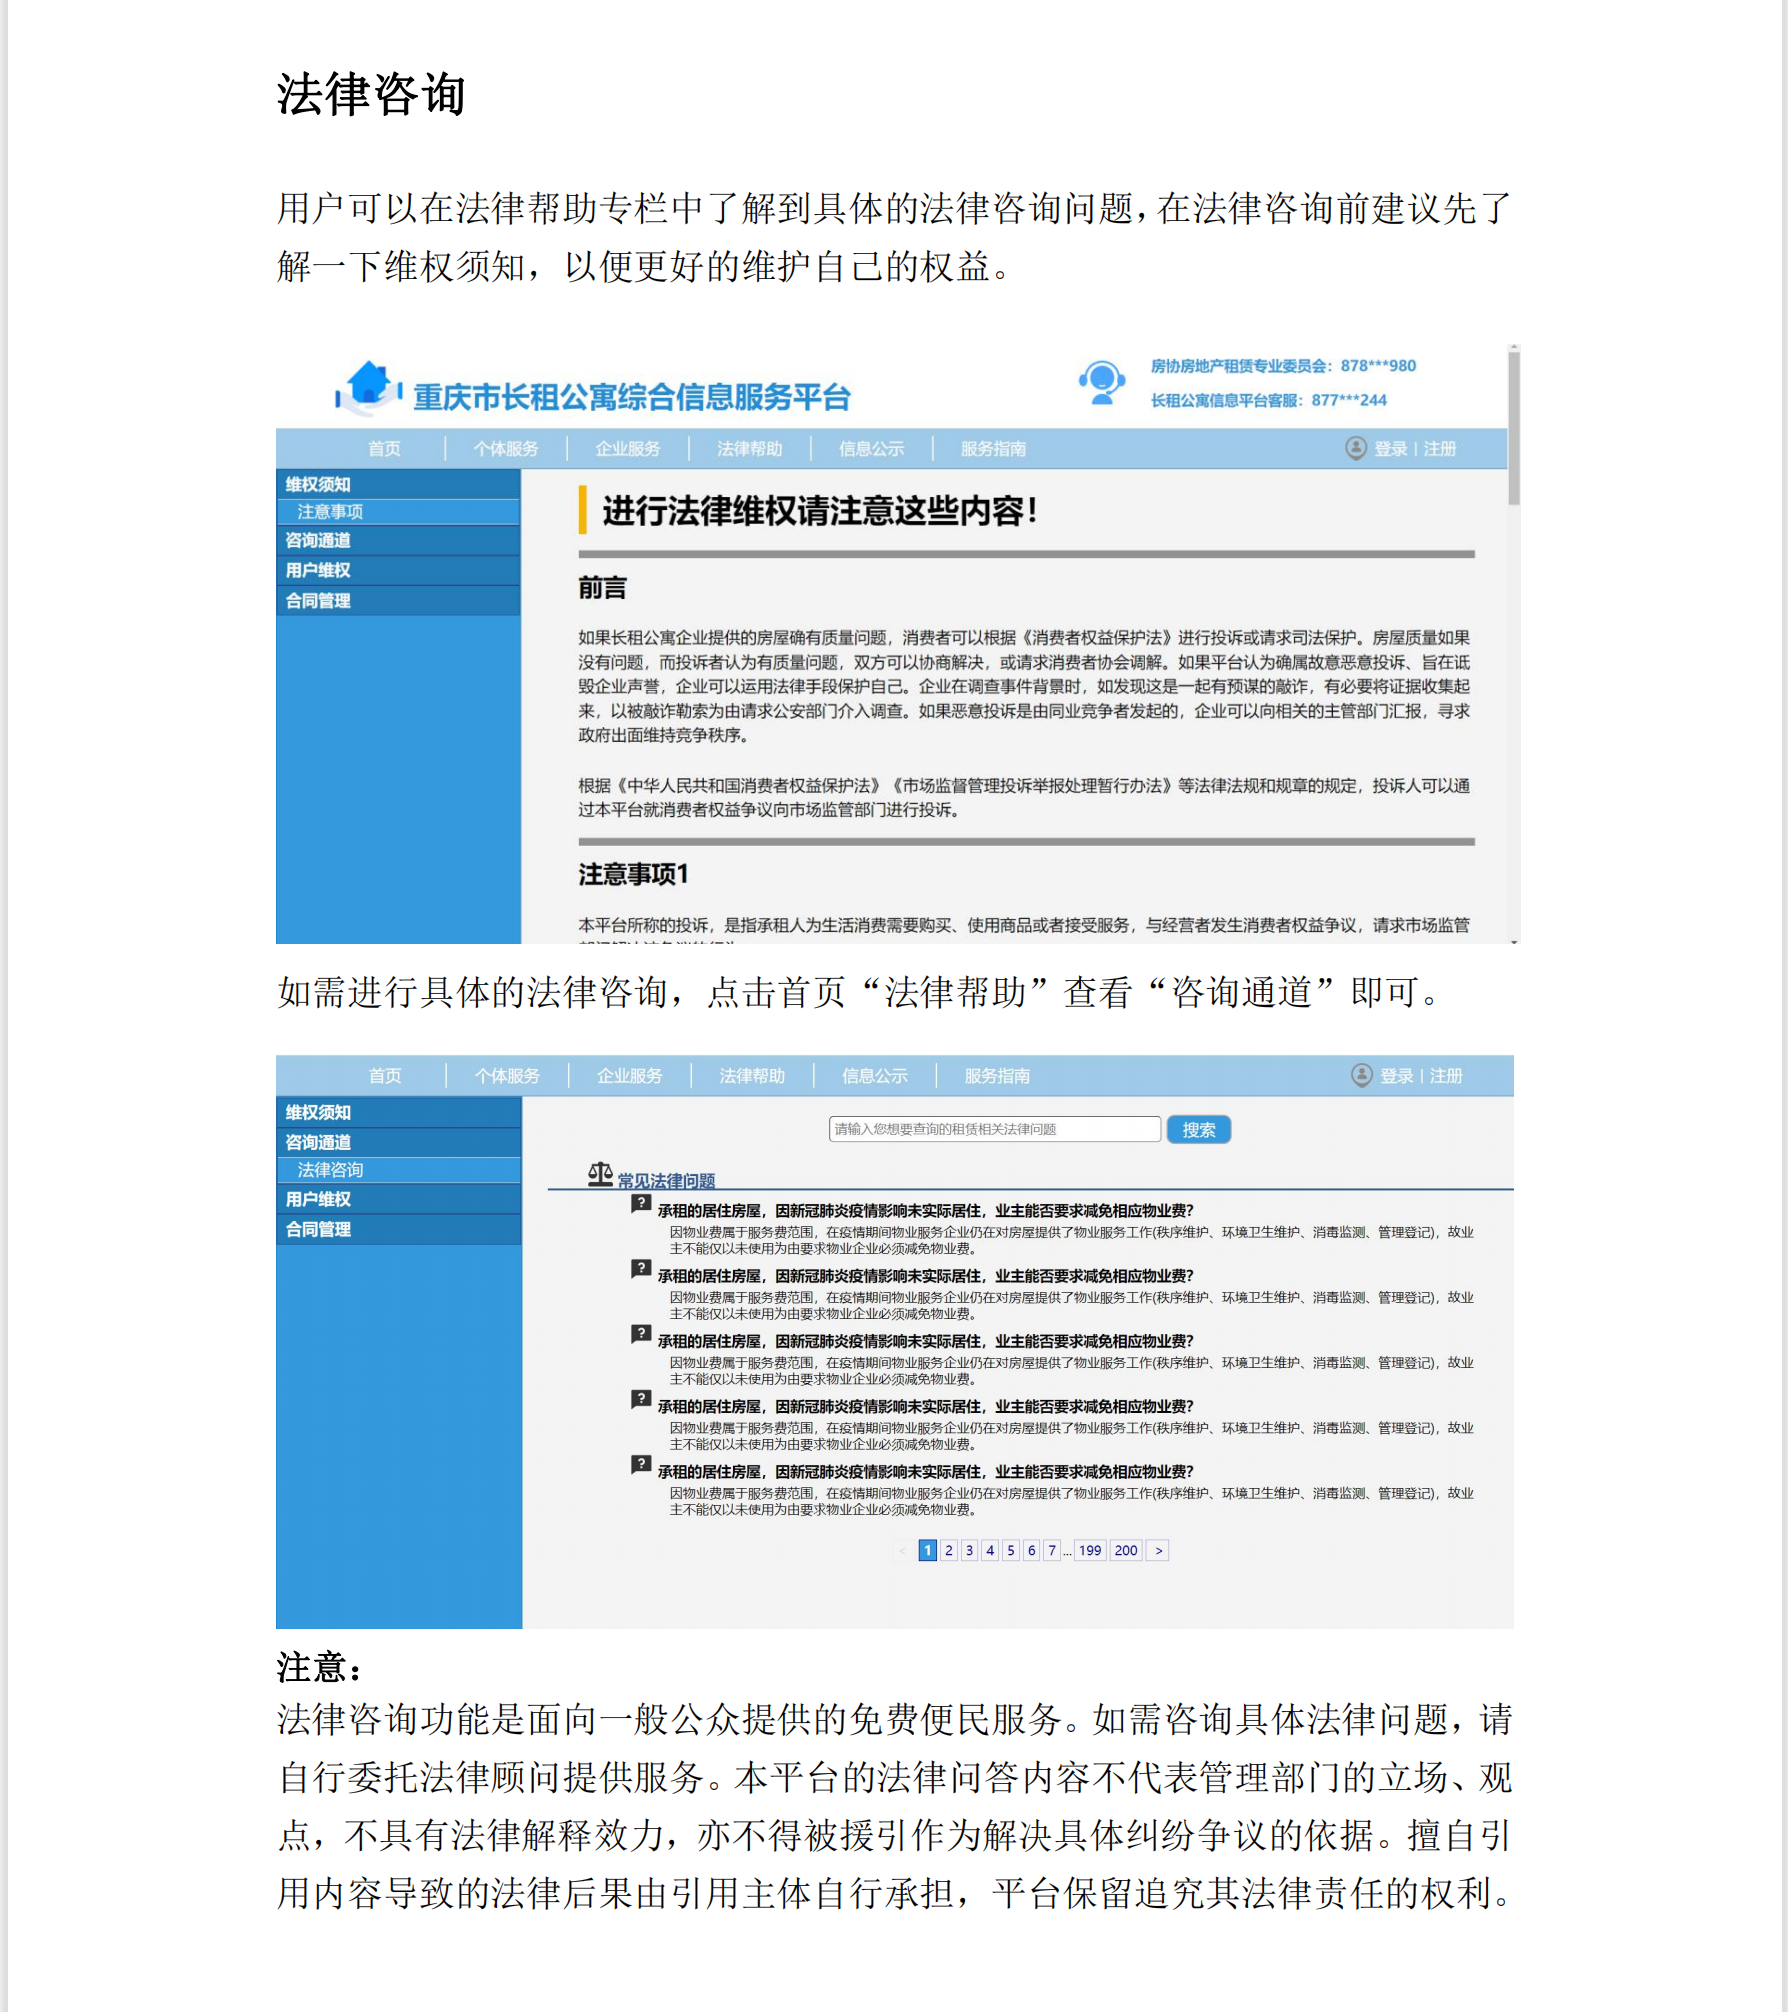 法律咨询
用户可以在法律帮助专栏中了解到具体的法律咨询问题，在法律咨询前建议先了
解一下维权须知，以便更好的维护自己的权益。
重庆市长租公寓综合信息服务平台
房协房地产租赁专业委员会：878***980
长租公寓信息平台客服：877***244
首页 个体服务 企业服务 法律帮助 信息公示 服务指南 登录 | 注册
维权须知
注意事项
咨询通道
用户维权
合同管理
进行法律维权请注意这些内容！
前言
如果长租公寓企业提供的房屋确有质量问题，消费者可以根据《消费者权益保护法》进行投诉或请求司法保护。房屋质量如果
没有问题，而投诉者认为有质量问题，双方可以协商解决，或请求消费者协会调解。如果平台认为确属故意恶意投诉、旨在诋
毁企业声誉，企业可以运用法律手段保护自己。企业在调查事件背景时，如发现这是一起有预谋的敲诈，有必要将证据收集起
来，以被敲诈勒索为由请求公安部门介入调查。如果恶意投诉是由同业竞争者发起的，企业可以向相关的主管部门汇报，寻求
政府出面维持竞争秩序。
根据《中华人民共和国消费者权益保护法》《市场监督管理投诉举报处理暂行办法》等法律法规和规章的规定，投诉人可以通
过本平台就消费者权益争议向市场监管部门进行投诉。
注意事项1
本平台所称的投诉，是指承租人为生活消费需要购买、使用商品或者接受服务，与经营者发生消费者权益争议，请求市场监管
如需进行具体的法律咨询，点击首页“法律帮助”查看“咨询通道”即可。
首页 个体服务 企业服务 法律帮助 信息公示 服务指南 登录 | 注册
维权须知
咨询通道
法律咨询
用户维权
合同管理
请输入您想要查询的租赁相关法律问题 搜索
常见法律问题
承租的居住房屋，因新冠肺炎疫情影响未实际居住，业主能否要求减免相应物业费？
因物业费属于服务费范围，在疫情期间物业服务企业仍在对房屋提供了物业服务工作(秩序维护、环境卫生维护、消毒监测、管理登记)，故业
主不能仅以未使用为由要求物业企业必须减免物业费。
承租的居住房屋，因新冠肺炎疫情影响未实际居住，业主能否要求减免相应物业费？
因物业费属于服务费范围，在疫情期间物业服务企业仍在对房屋提供了物业服务工作(秩序维护、环境卫生维护、消毒监测、管理登记)，故业
主不能仅以未使用为由要求物业企业必须减免物业费。
承租的居住房屋，因新冠肺炎疫情影响未实际居住，业主能否要求减免相应物业费？
因物业费属于服务费范围，在疫情期间物业服务企业仍在对房屋提供了物业服务工作(秩序维护、环境卫生维护、消毒监测、管理登记)，故业
主不能仅以未使用为由要求物业企业必须减免物业费。
承租的居住房屋，因新冠肺炎疫情影响未实际居住，业主能否要求减免相应物业费？
因物业费属于服务费范围，在疫情期间物业服务企业仍在对房屋提供了物业服务工作(秩序维护、环境卫生维护、消毒监测、管理登记)，故业
主不能仅以未使用为由要求物业企业必须减免物业费。
承租的居住房屋，因新冠肺炎疫情影响未实际居住，业主能否要求减免相应物业费？
因物业费属于服务费范围，在疫情期间物业服务企业仍在对房屋提供了物业服务工作(秩序维护、环境卫生维护、消毒监测、管理登记)，故业
主不能仅以未使用为由要求物业企业必须减免物业费。
< 1 2 3 4 5 6 7 ... 199 200 >
注意：
法律咨询功能是面向一般公众提供的免费便民服务。如需咨询具体法律问题，请
自行委托法律顾问提供服务。本平台的法律问答内容不代表管理部门的立场、观
点，不具有法律解释效力，亦不得被援引作为解决具体纠纷争议的依据。擅自引
用内容导致的法律后果由引用主体自行承担，平台保留追究其法律责任的权利。